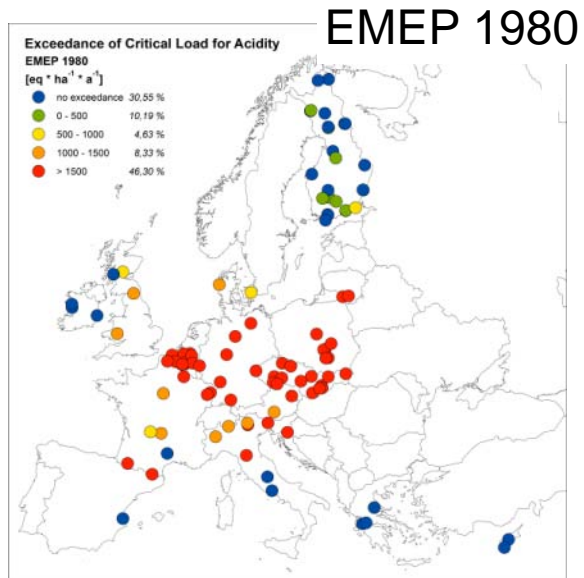 EMEP 1980
Exceedance of Critical Load for Acidity
EMEP 1980
[eq * ha⁻¹ * a⁻¹]
no exceedance 30,55 %
0 - 500 10,19 %
500 - 1000 4,63 %
1000 - 1500 8,33 %
> 1500 46,30 %